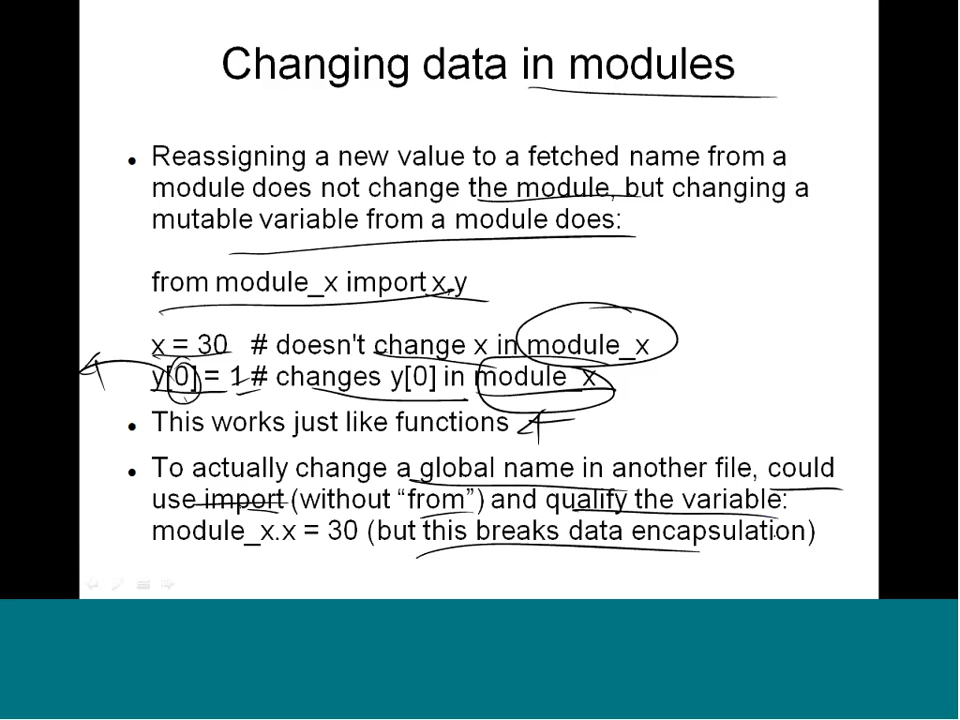 Changing data in modules
Reassigning a new value to a fetched name from a
module does not change the module, but changing a
mutable variable from a module does:
from module_x import x,y
x = 30 # doesn't change x in module_x
y[0] = 1 # changes y[0] in module_x
This works just like functions
To actually change a global name in another file, could
use import (without “from”) and qualify the variable:
module_x.x = 30 (but this breaks data encapsulation)